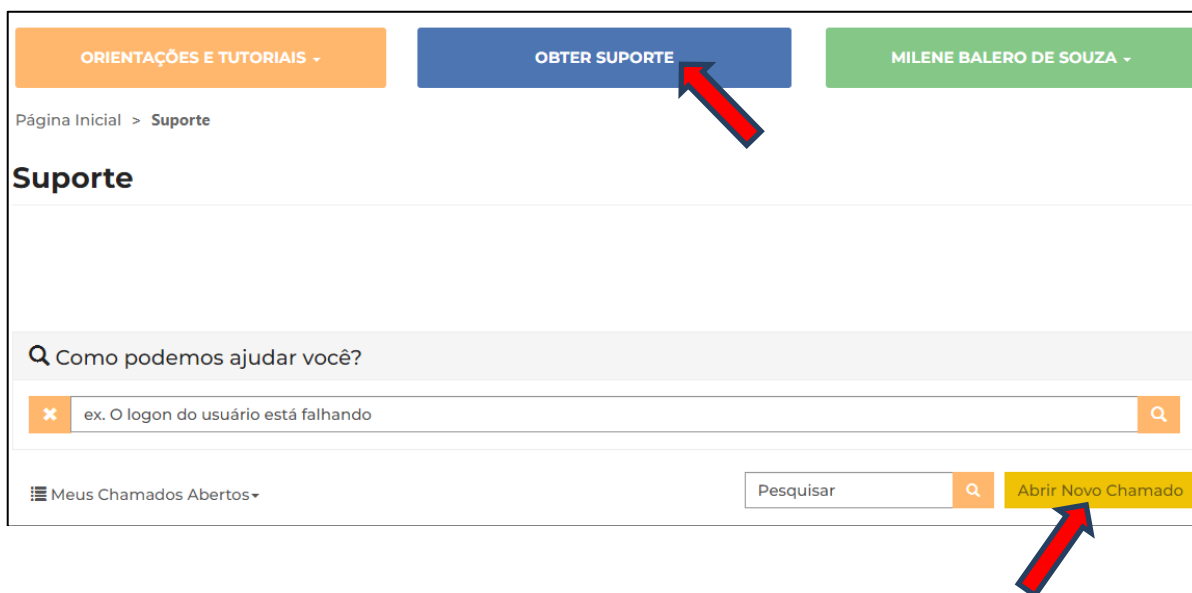 ORIENTAÇÕES E TUTORIAIS
OBTER SUPORTE
MILENE BALERO DE SOUZA
Página Inicial > Suporte
Suporte
Como podemos ajudar você?
ex. O logon do usuário está falhando
Meus Chamados Abertos
Pesquisar
Abrir Novo Chamado